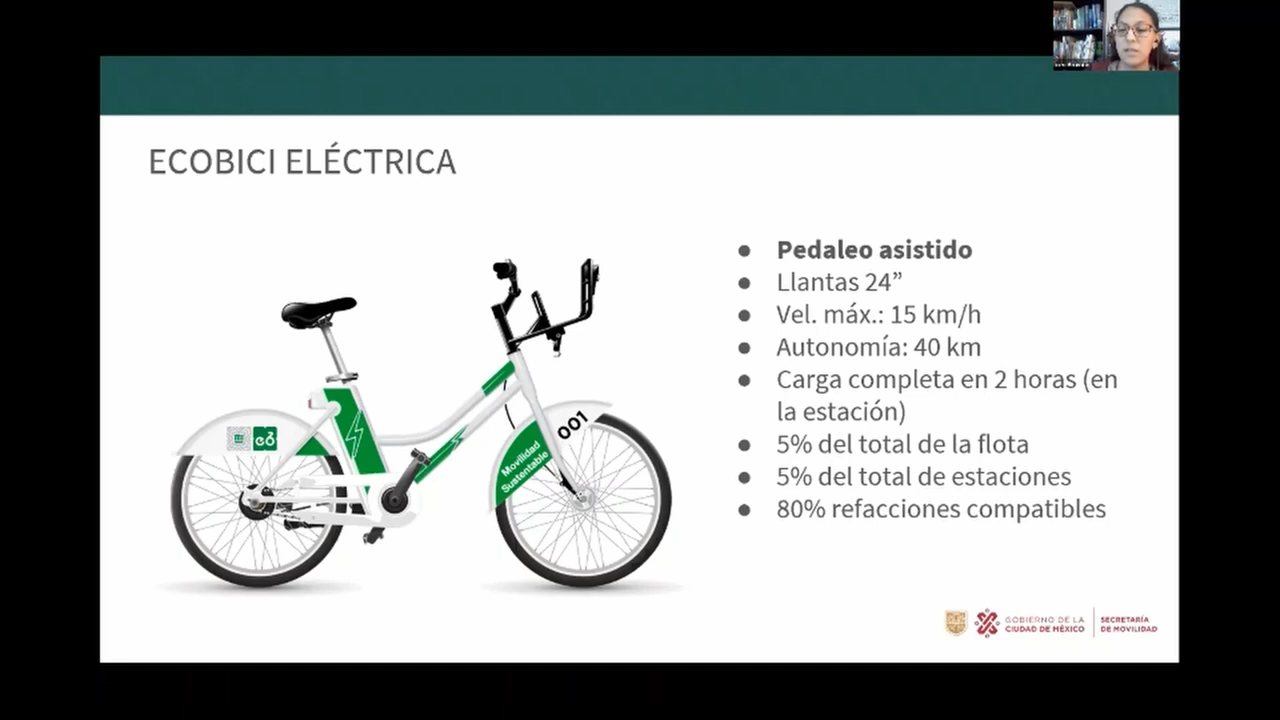 ECOBICI ELÉCTRICA
● Pedaleo asistido
● Llantas 24”
● Vel. máx.: 15 km/h
● Autonomía: 40 km
● Carga completa en 2 horas (en
la estación)
● 5% del total de la flota
● 5% del total de estaciones
● 80% refacciones compatibles
001
Movilidad
Sustentable
GOBIERNO DE LA
CIUDAD DE MÉXICO
SECRETARÍA
DE MOVILIDAD